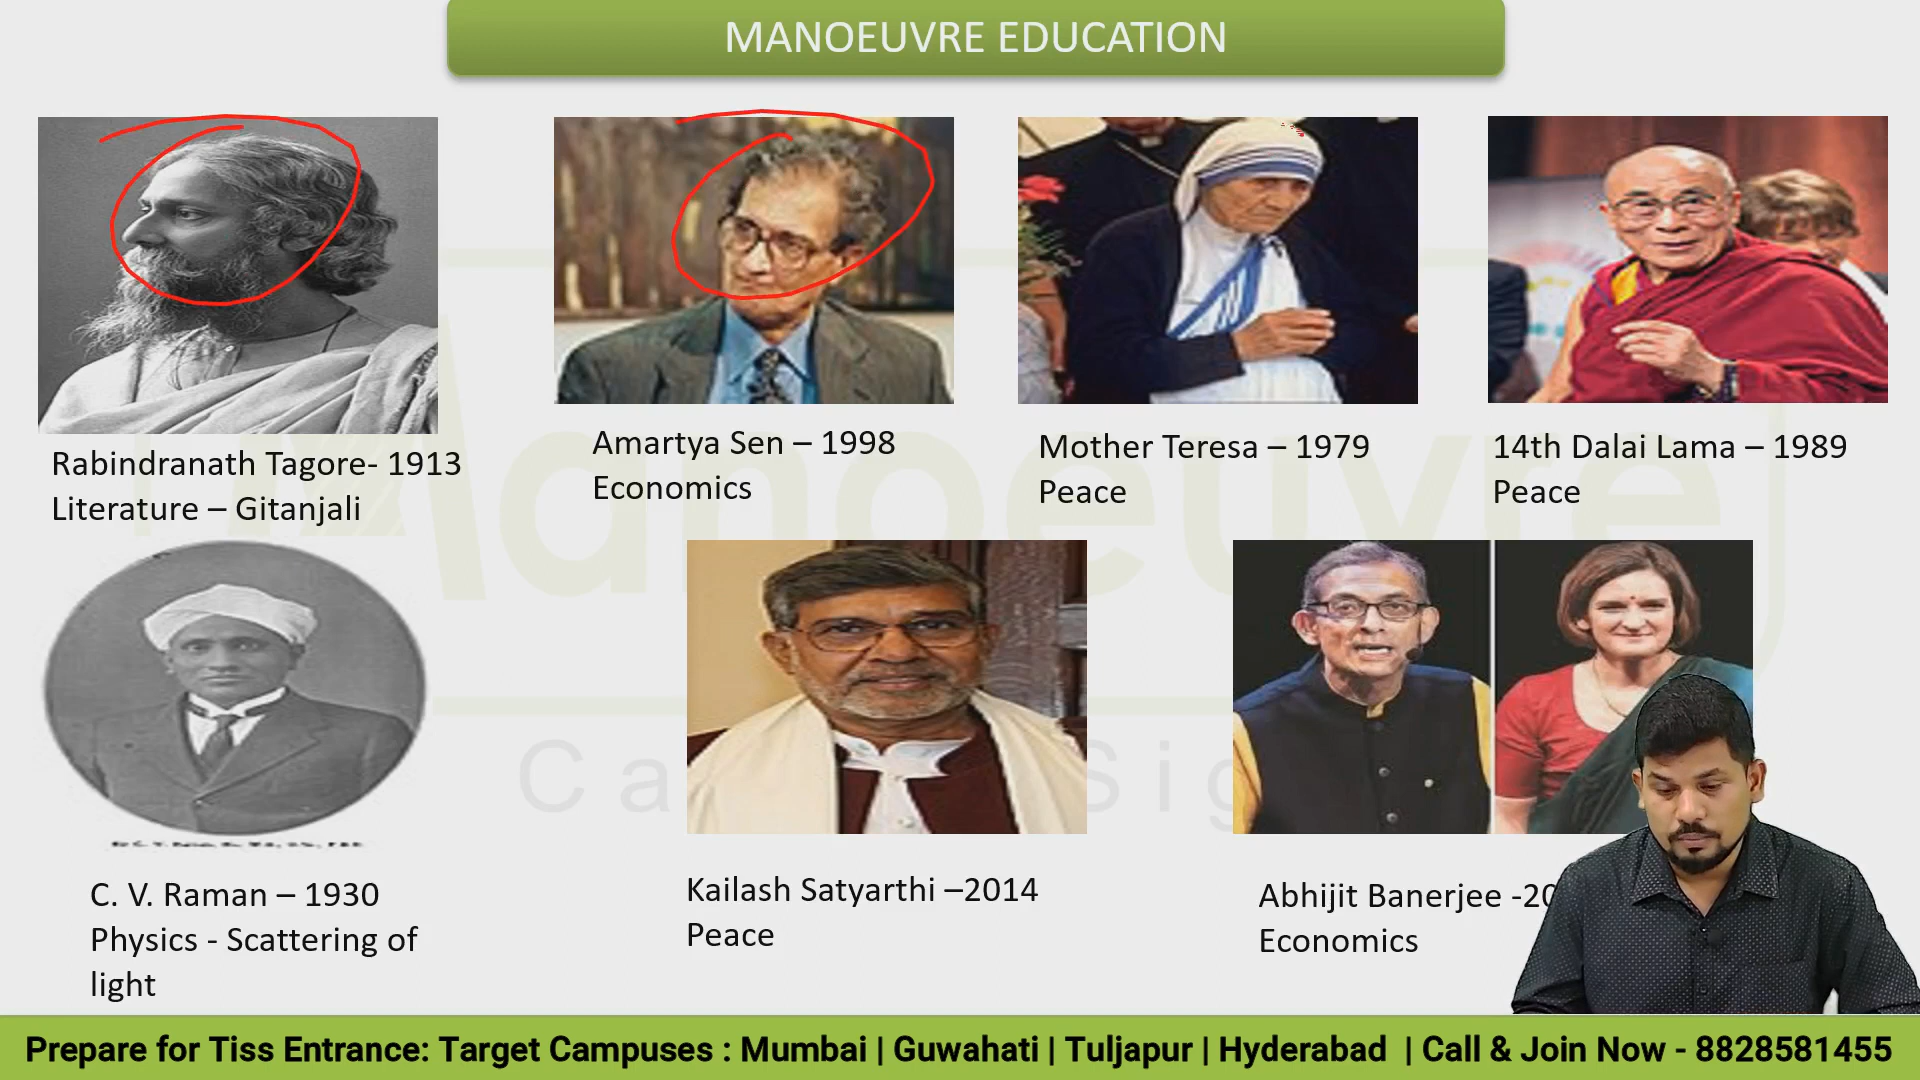 MANOEUVRE EDUCATION
Rabindranath Tagore- 1913
Literature – Gitanjali
Amartya Sen – 1998
Economics
Mother Teresa – 1979
Peace
14th Dalai Lama – 1989
Peace
C. V. Raman – 1930
Physics - Scattering of
light
Kailash Satyarthi –2014
Peace
Abhijit Banerjee -20
Economics
Prepare for Tiss Entrance: Target Campuses : Mumbai | Guwahati | Tuljapur | Hyderabad | Call & Join Now - 8828581455